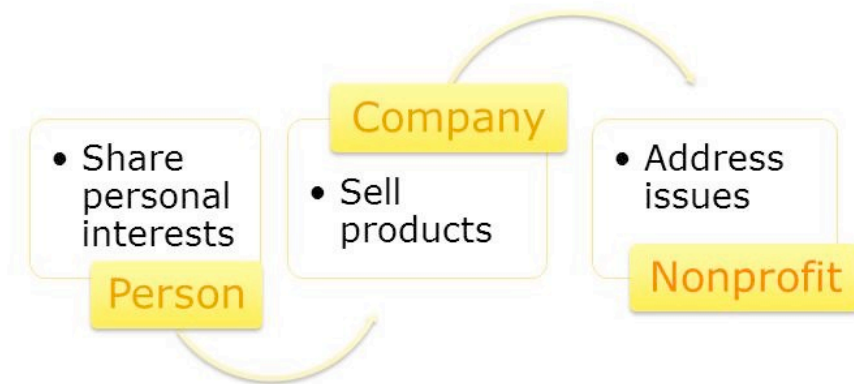 • Share
personal
interests
Person
Company
• Sell
products
• Address
issues
Nonprofit